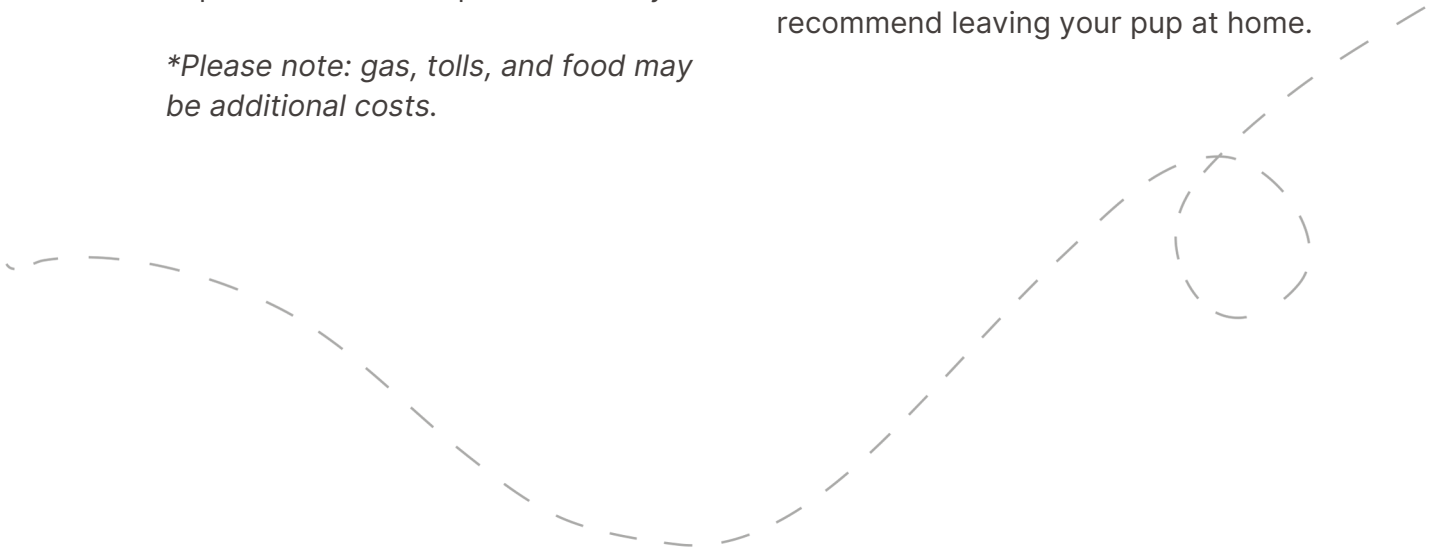 *Please note: gas, tolls, and food may
be additional costs.
recommend leaving your pup at home.